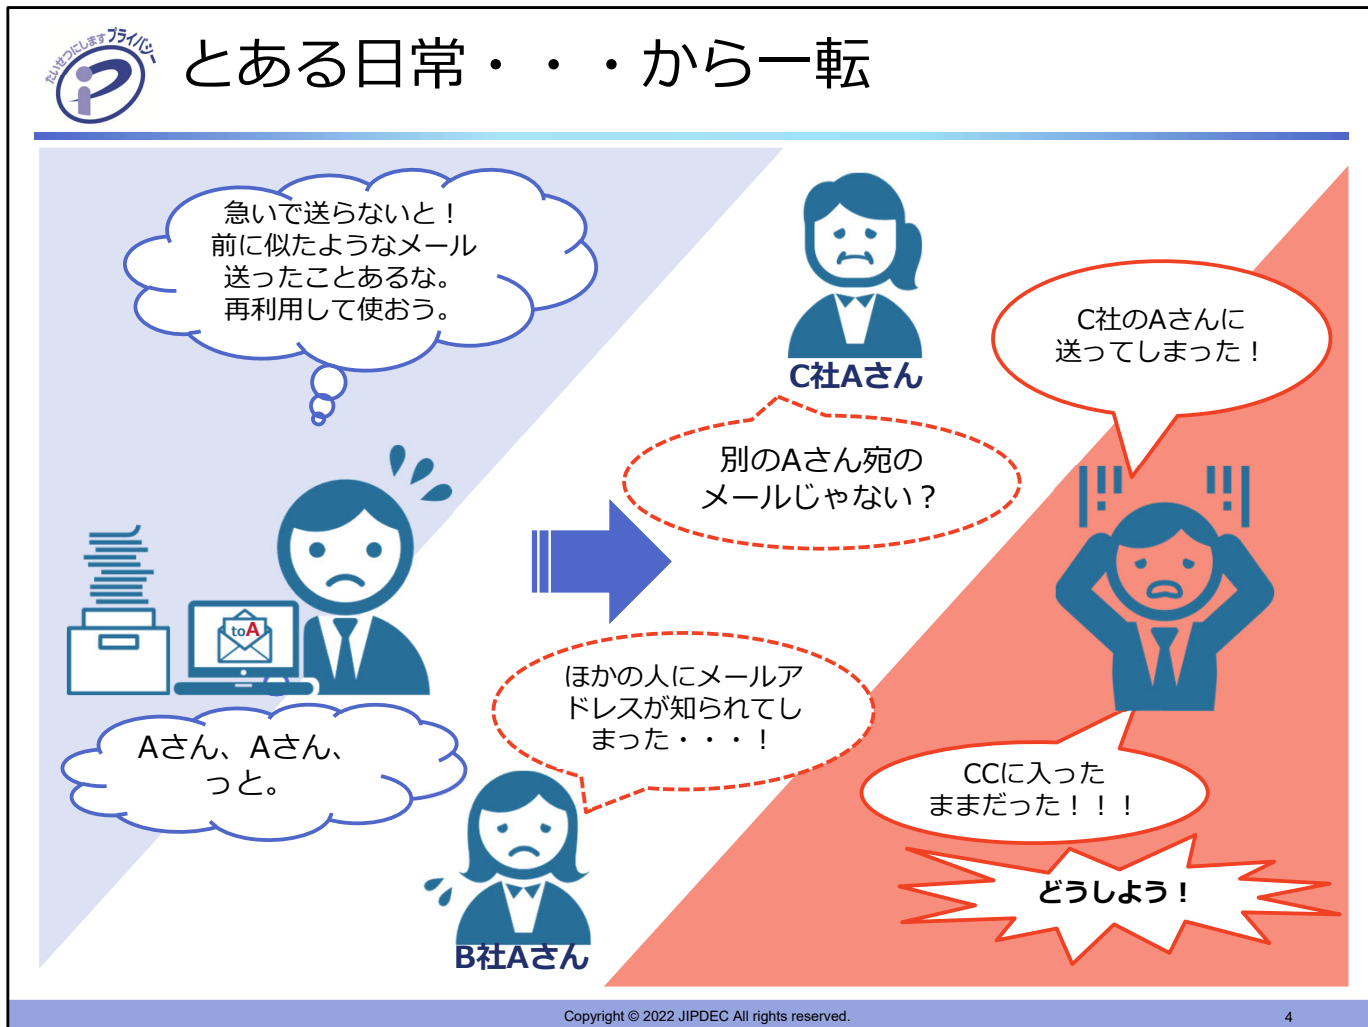 たいせつにしますプライバシー
とある日常・・・から一転
急いで送らないと！
前に似たようなメール
送ったことあるな。
再利用して使おう。
toA
Aさん、Aさん、
っと。
C社Aさん
別のAさん宛の
メールじゃない？
ほかの人にメールア
ドレスが知られてし
まった・・・！
B社Aさん
C社のAさんに
送ってしまった！
CCに入った
ままだった！！！
どうしよう！
Copyright © 2022 JIPDEC All rights reserved.
4